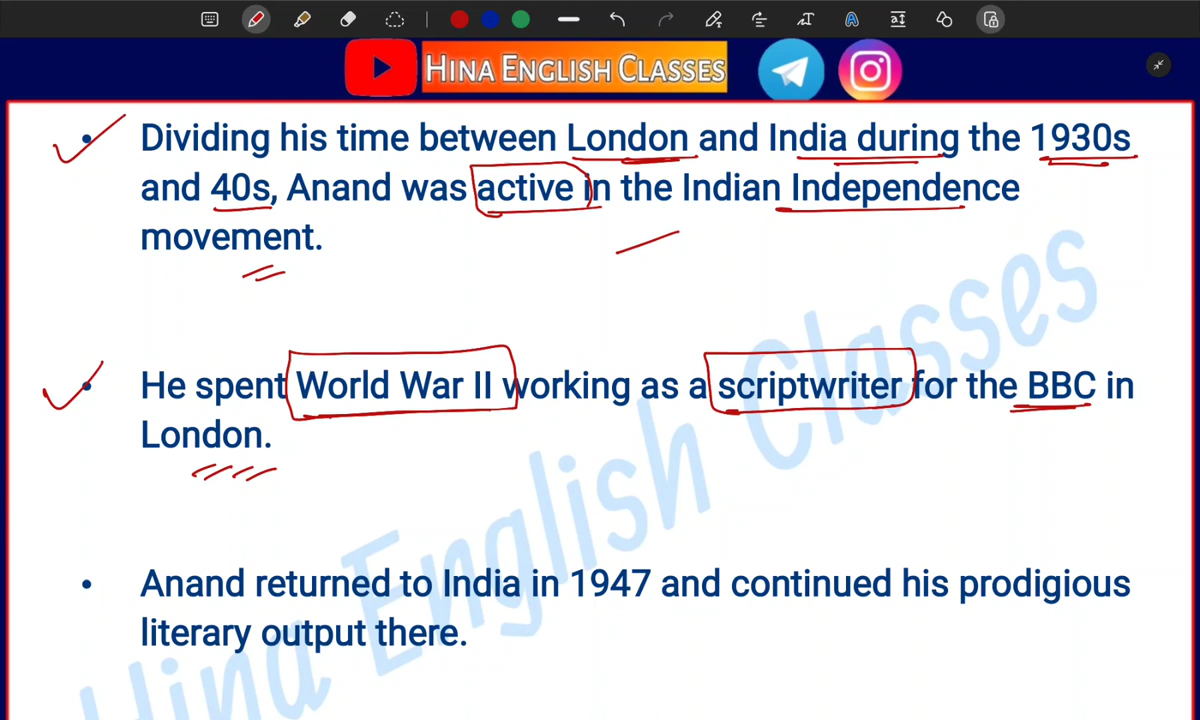 HINA ENGLISH CLASSES
Dividing his time between London and India during the 1930s
and 40s, Anand was active in the Indian Independence
movement.
He spent World War II working as a scriptwriter for the BBC in
London.
Anand returned to India in 1947 and continued his prodigious
literary output there.
Hina English Classes